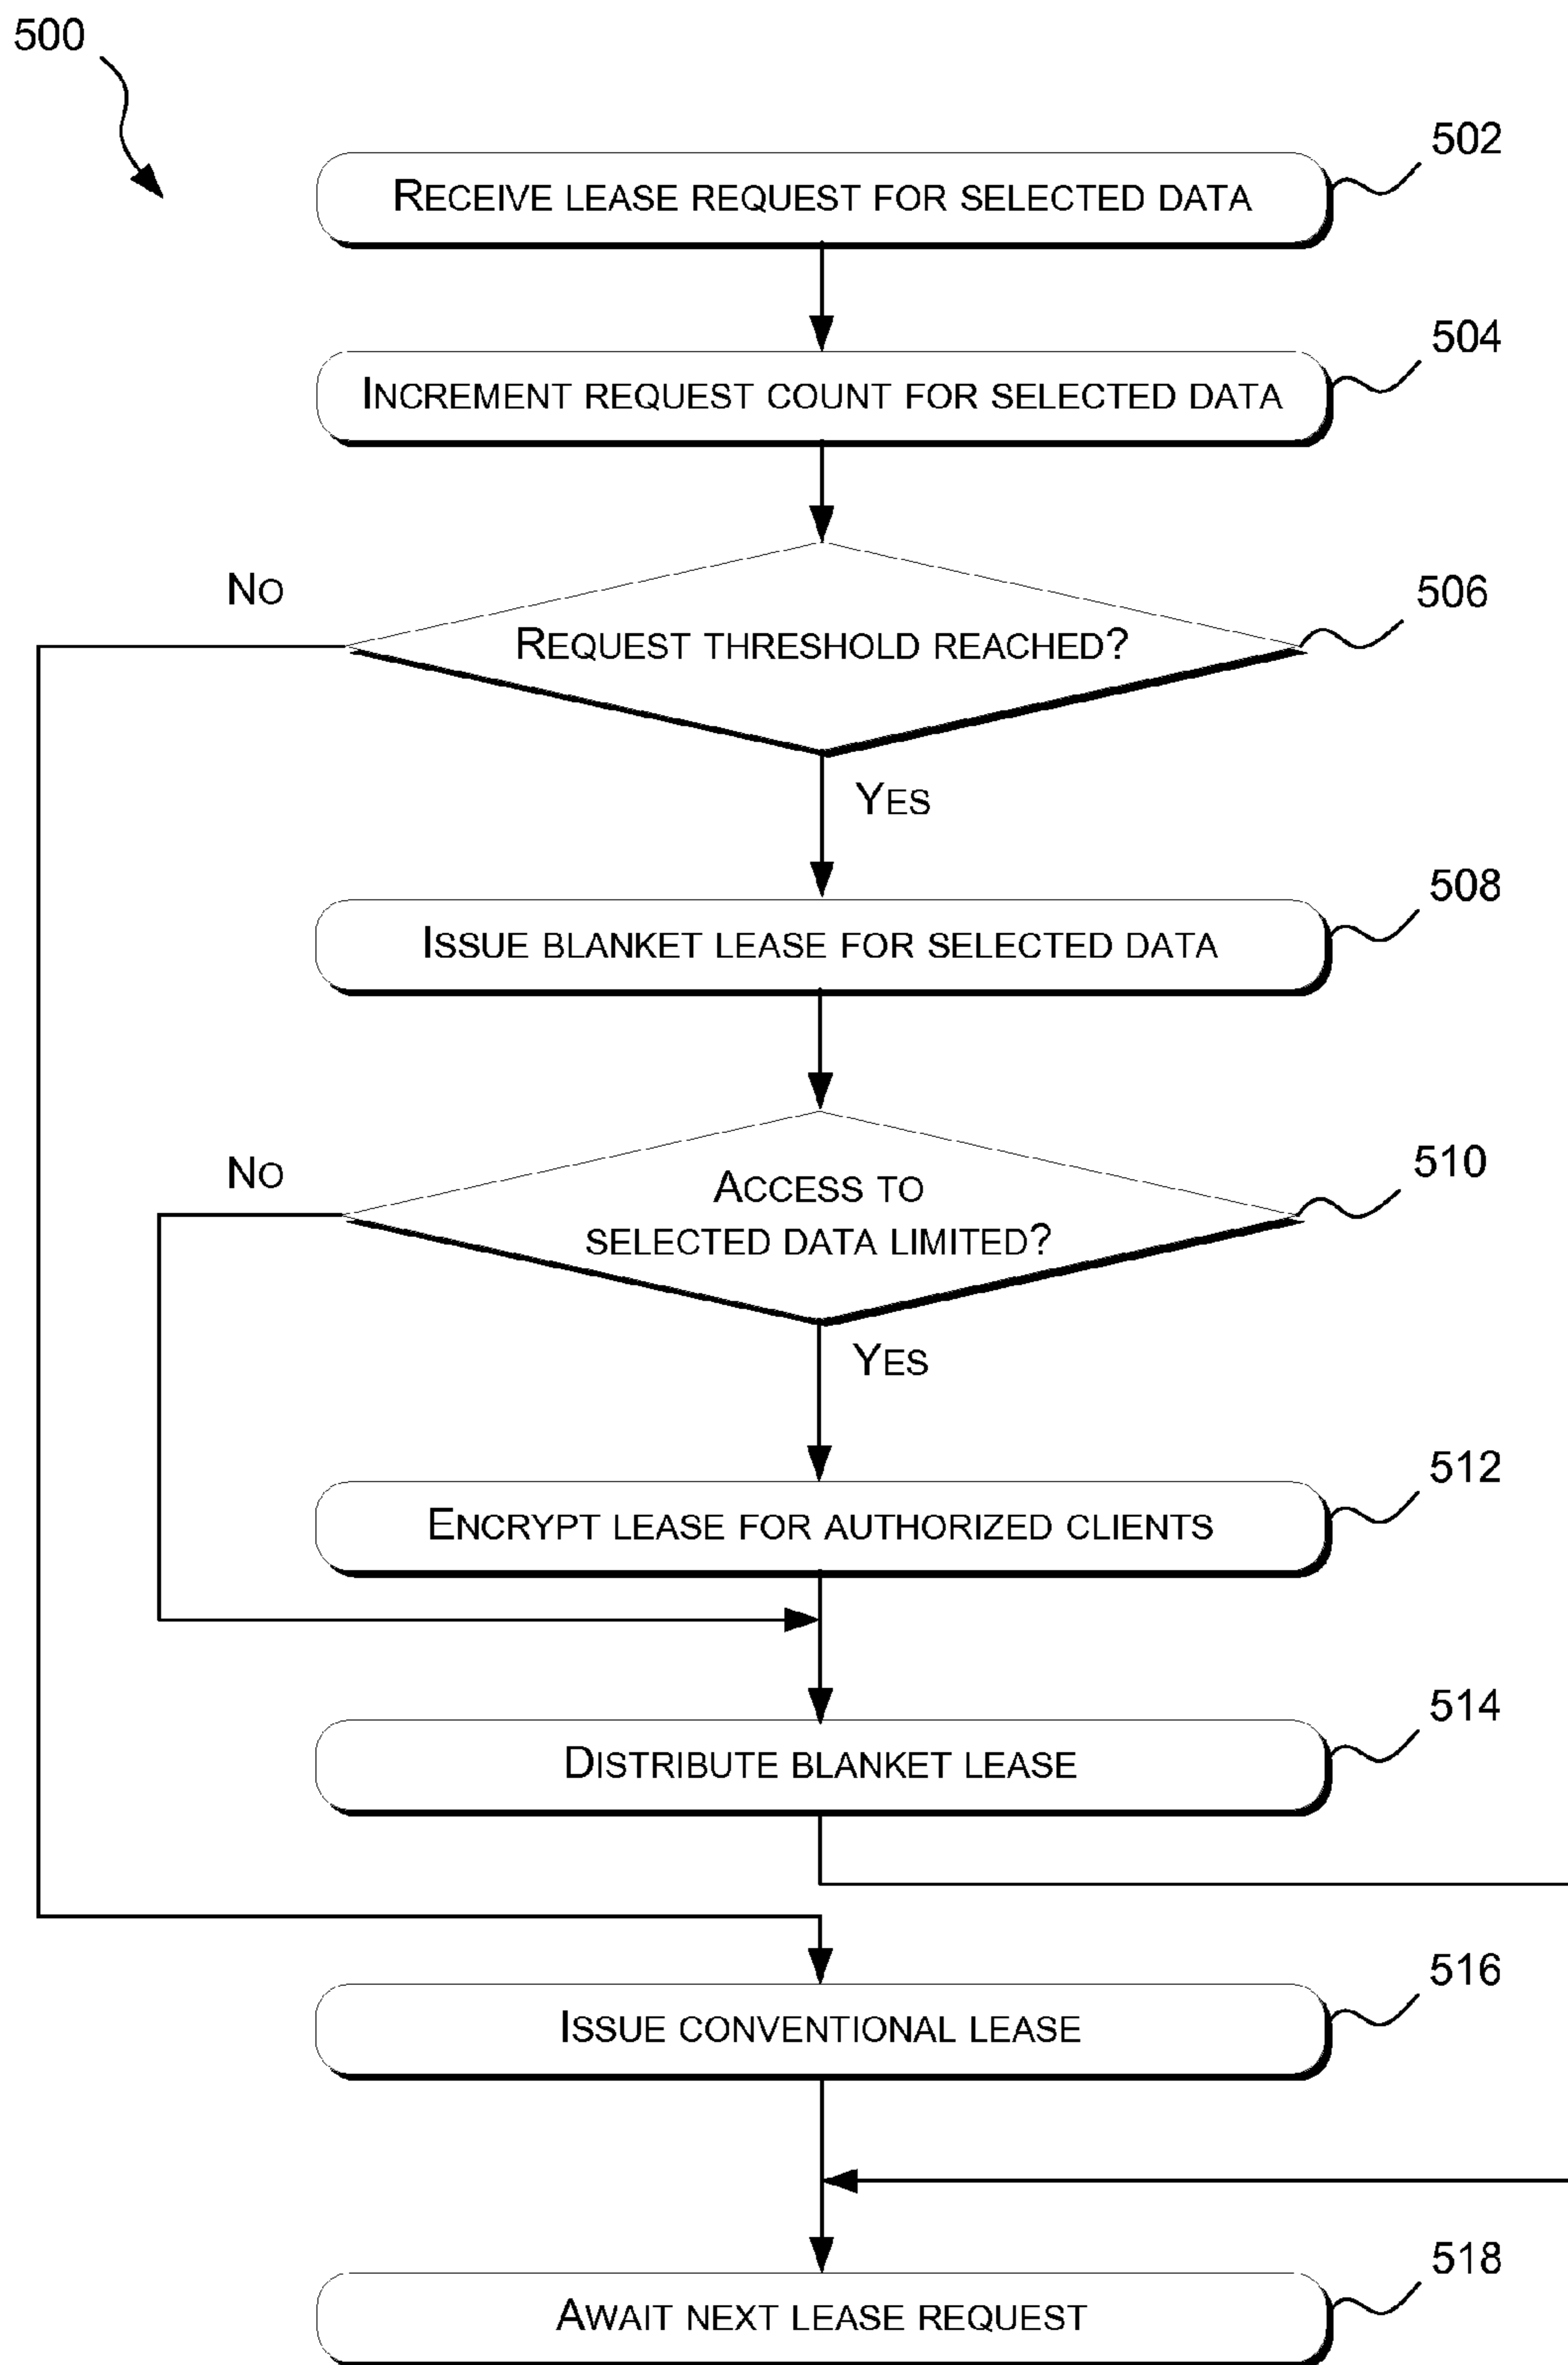 500
502
RECEIVE LEASE REQUEST FOR SELECTED DATA
504
INCREMENT REQUEST COUNT FOR SELECTED DATA
NO
506
REQUEST THRESHOLD REACHED?
YES
508
ISSUE BLANKET LEASE FOR SELECTED DATA
NO
510
ACCESS TO
SELECTED DATA LIMITED?
YES
512
ENCRYPT LEASE FOR AUTHORIZED CLIENTS
514
DISTRIBUTE BLANKET LEASE
516
ISSUE CONVENTIONAL LEASE
518
AWAIT NEXT LEASE REQUEST